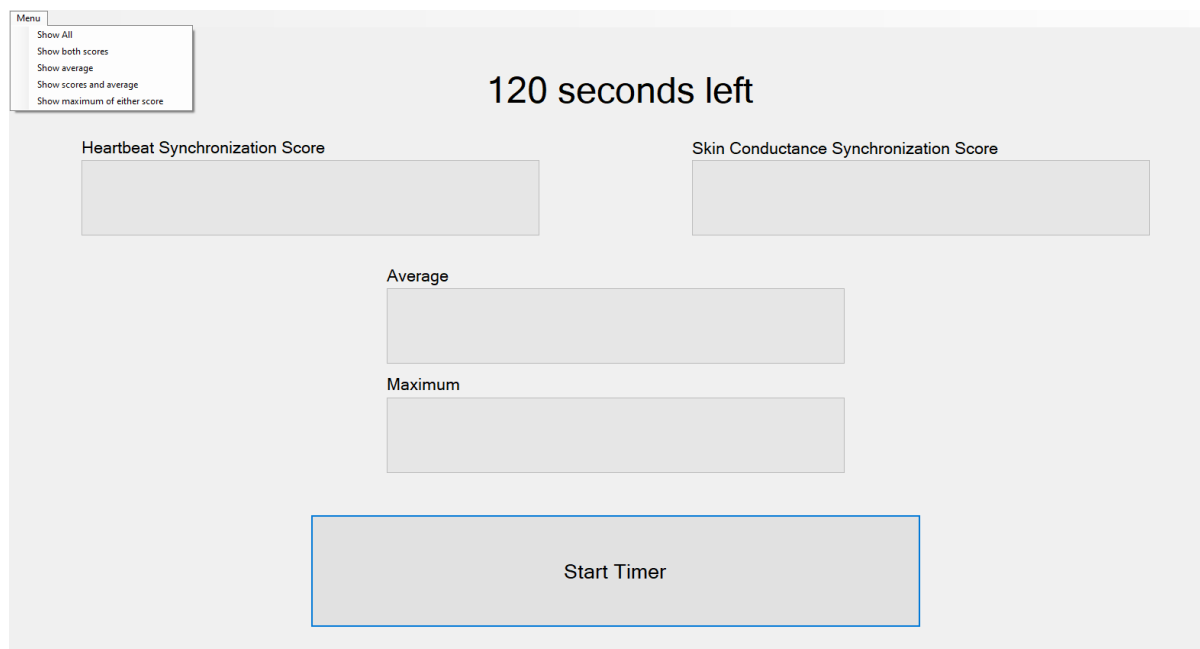 Menu
Show All
Show both scores
Show average
Show scores and average
Show maximum of either score
120 seconds left
Heartbeat Synchronization Score
Skin Conductance Synchronization Score
Average
Maximum
Start Timer